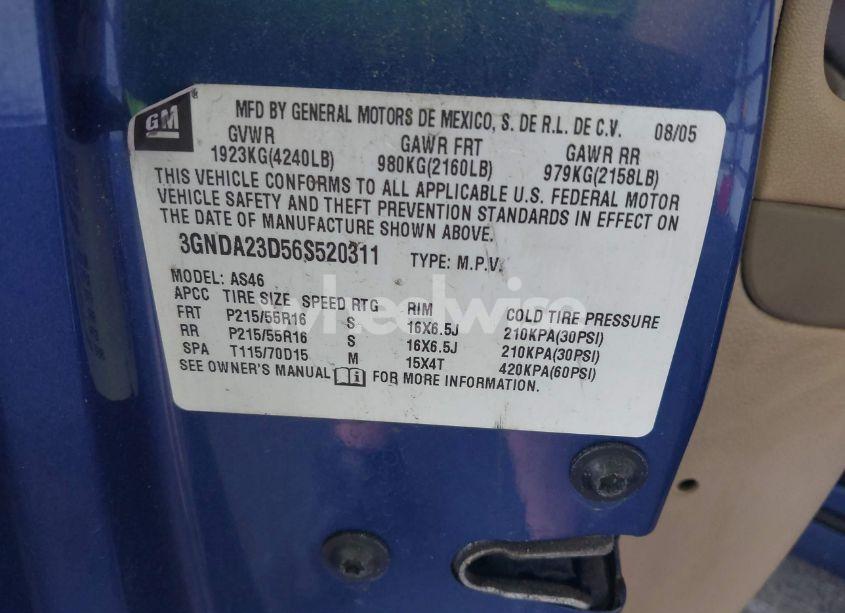 GM
MFD BY GENERAL MOTORS DE MEXICO, S. DE R.L. DE C.V. 08/05
GVWR GAWR FRT GAWR RR
1923KG(4240LB) 980KG(2160LB) 979KG(2158LB)
THIS VEHICLE CONFORMS TO ALL APPLICABLE U.S. FEDERAL MOTOR
VEHICLE SAFETY AND THEFT PREVENTION STANDARDS IN EFFECT ON
THE DATE OF MANUFACTURE SHOWN ABOVE.
3GNDA23D56S520311 TYPE: M.P.V.
MODEL: AS46
APCC TIRE SIZE SPEED RTG RIM COLD TIRE PRESSURE
FRT P215/55R16 S 16X6.5J 210KPA(30PSI)
RR P215/55R16 S 16X6.5J 210KPA(30PSI)
SPA T115/70D15 M 15X4T 420KPA(60PSI)
SEE OWNER'S MANUAL i FOR MORE INFORMATION.